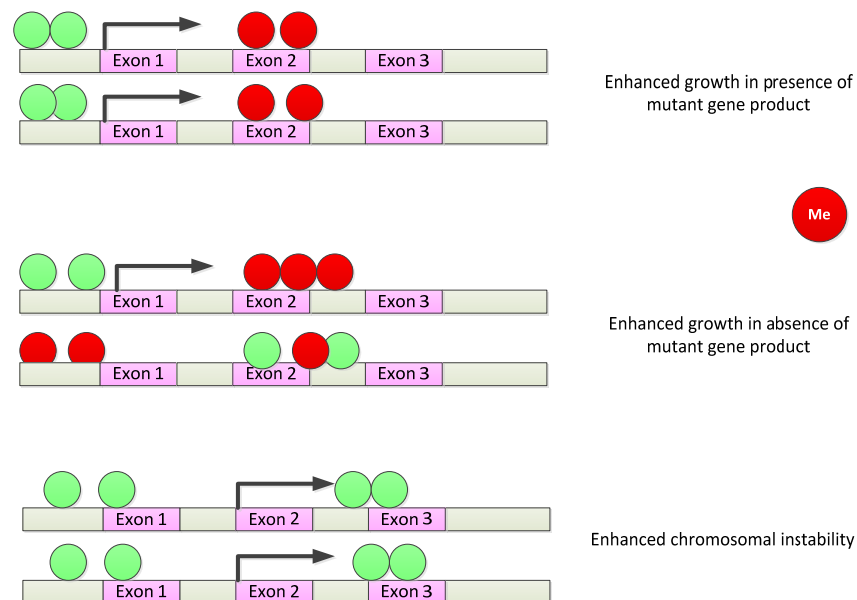 Exon 1 Exon 2 Exon 3
Enhanced growth in presence of
mutant gene product
Exon 1 Exon 2 Exon 3
Me
Exon 1 Exon 2 Exon 3
Enhanced growth in absence of
mutant gene product
Exon 1 Exon 2 Exon 3
Exon 1 Exon 2 Exon 3
Enhanced chromosomal instability
Exon 1 Exon 2 Exon 3